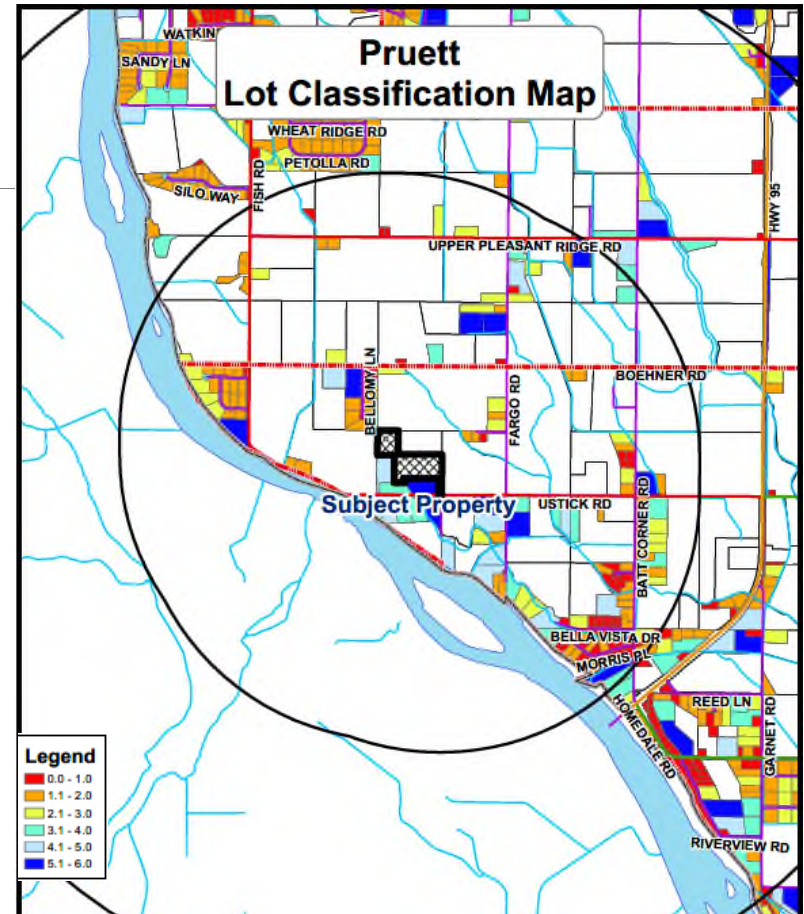 Pruett
Lot Classification Map
SANDY LN
WHEAT RIDGE RD
PETOLLA RD
SILO WAY
FISH RD
HWY 95
UPPER PLEASANT RIDGE RD
BELLOMY LN
FARGO RD
BOEHNER RD
Subject Property
USTICK RD
BATT CORNER RD
BELLA VISTA DR
MORRIS PL
HOMEDALE RD
REED LN
GARNET RD
RIVERVIEW RD
Legend
0.0 - 1.0
1.1 - 2.0
2.1 - 3.0
3.1 - 4.0
4.1 - 5.0
5.1 - 6.0